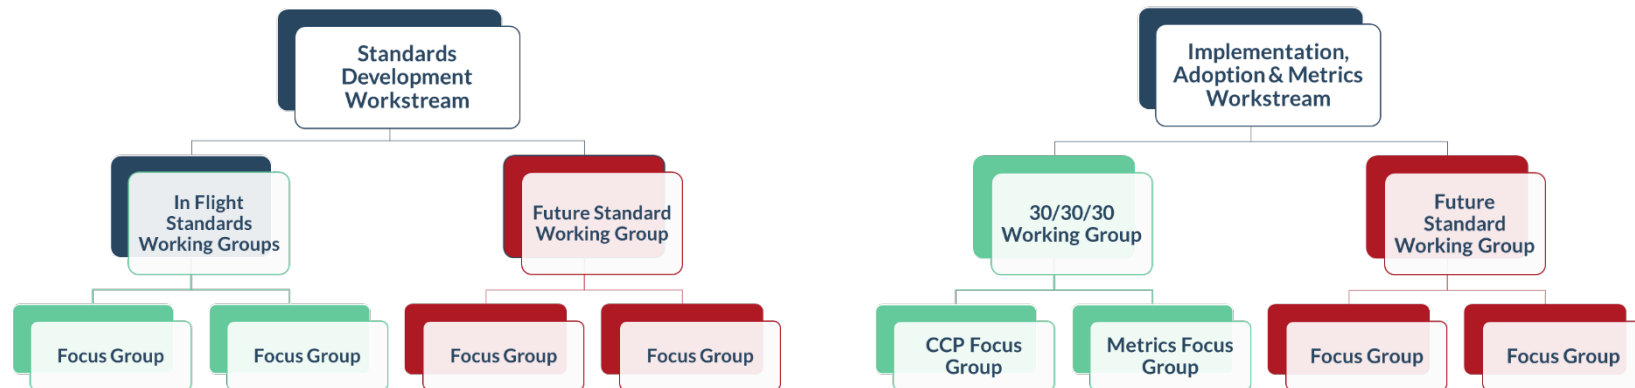 Standards
Development
Workstream
In Flight
Standards
Working Groups
Future Standard
Working Group
Focus Group
Focus Group
Focus Group
Focus Group
Implementation,
Adoption & Metrics
Workstream
30/30/30
Working Group
Future
Standard
Working Group
CCP Focus
Group
Metrics Focus
Group
Focus Group
Focus Group